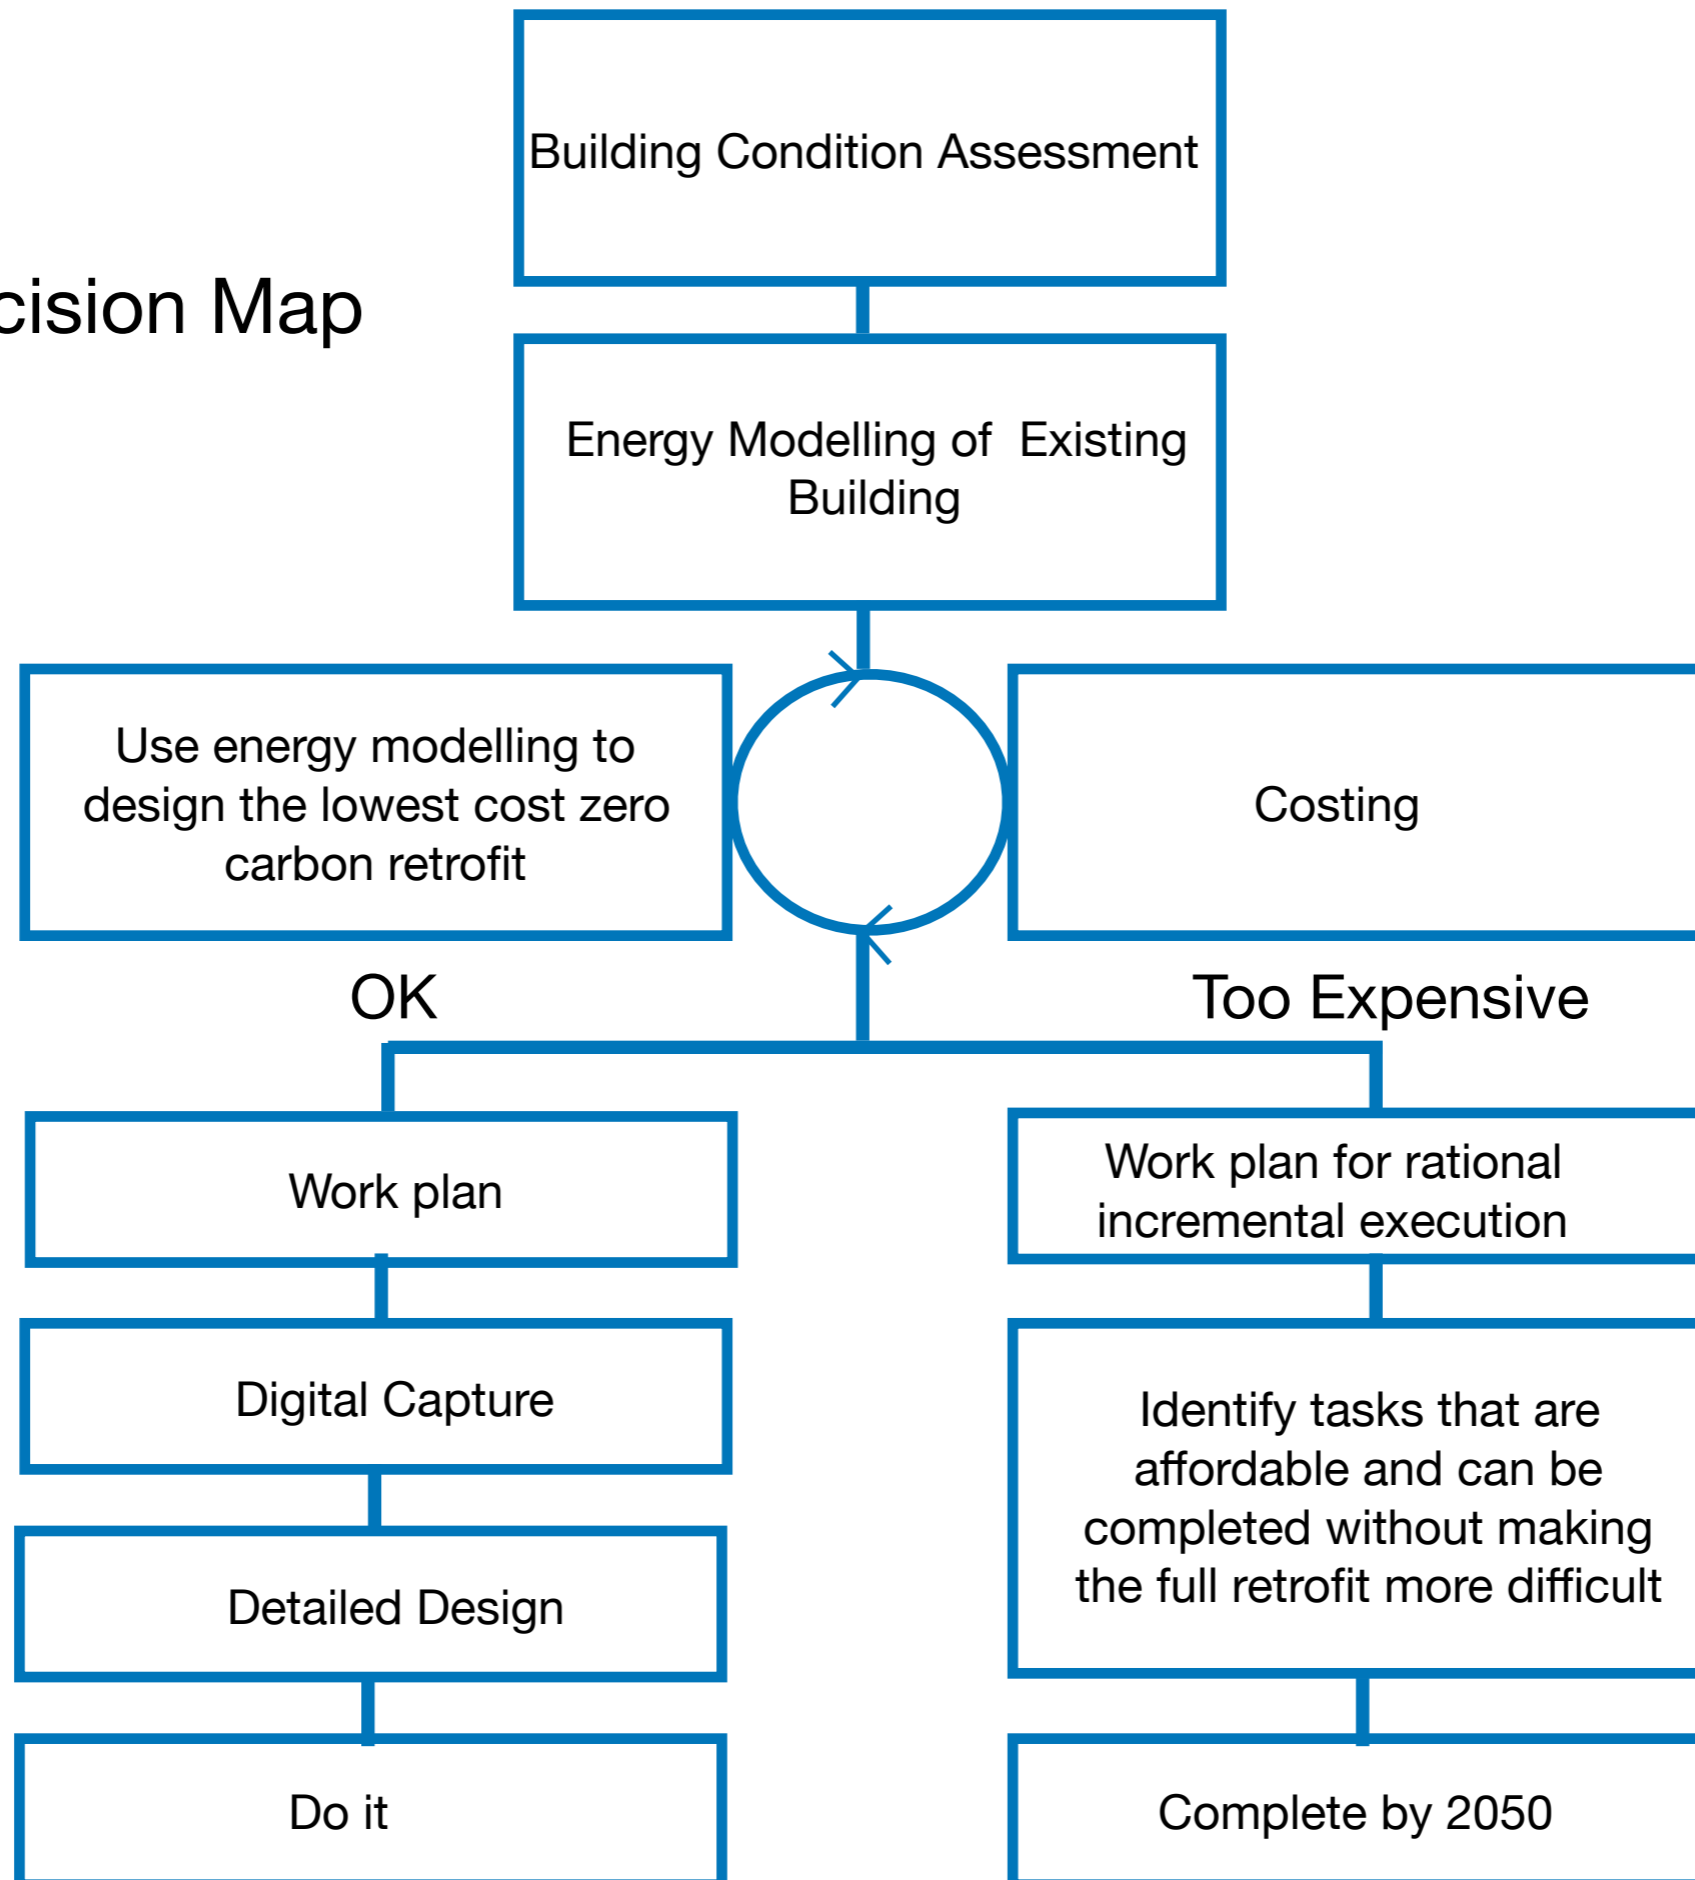 Building Condition Assessment
cision Map
Energy Modelling of  Existing
Building
Use energy modelling to
design the lowest cost zero
carbon retrofit
Costing
OK
Too Expensive
Work plan
Work plan for rational
incremental execution
Digital Capture
Identify tasks that are
affordable and can be
completed without making
the full retrofit more difficult
Detailed Design
Do it
Complete by 2050